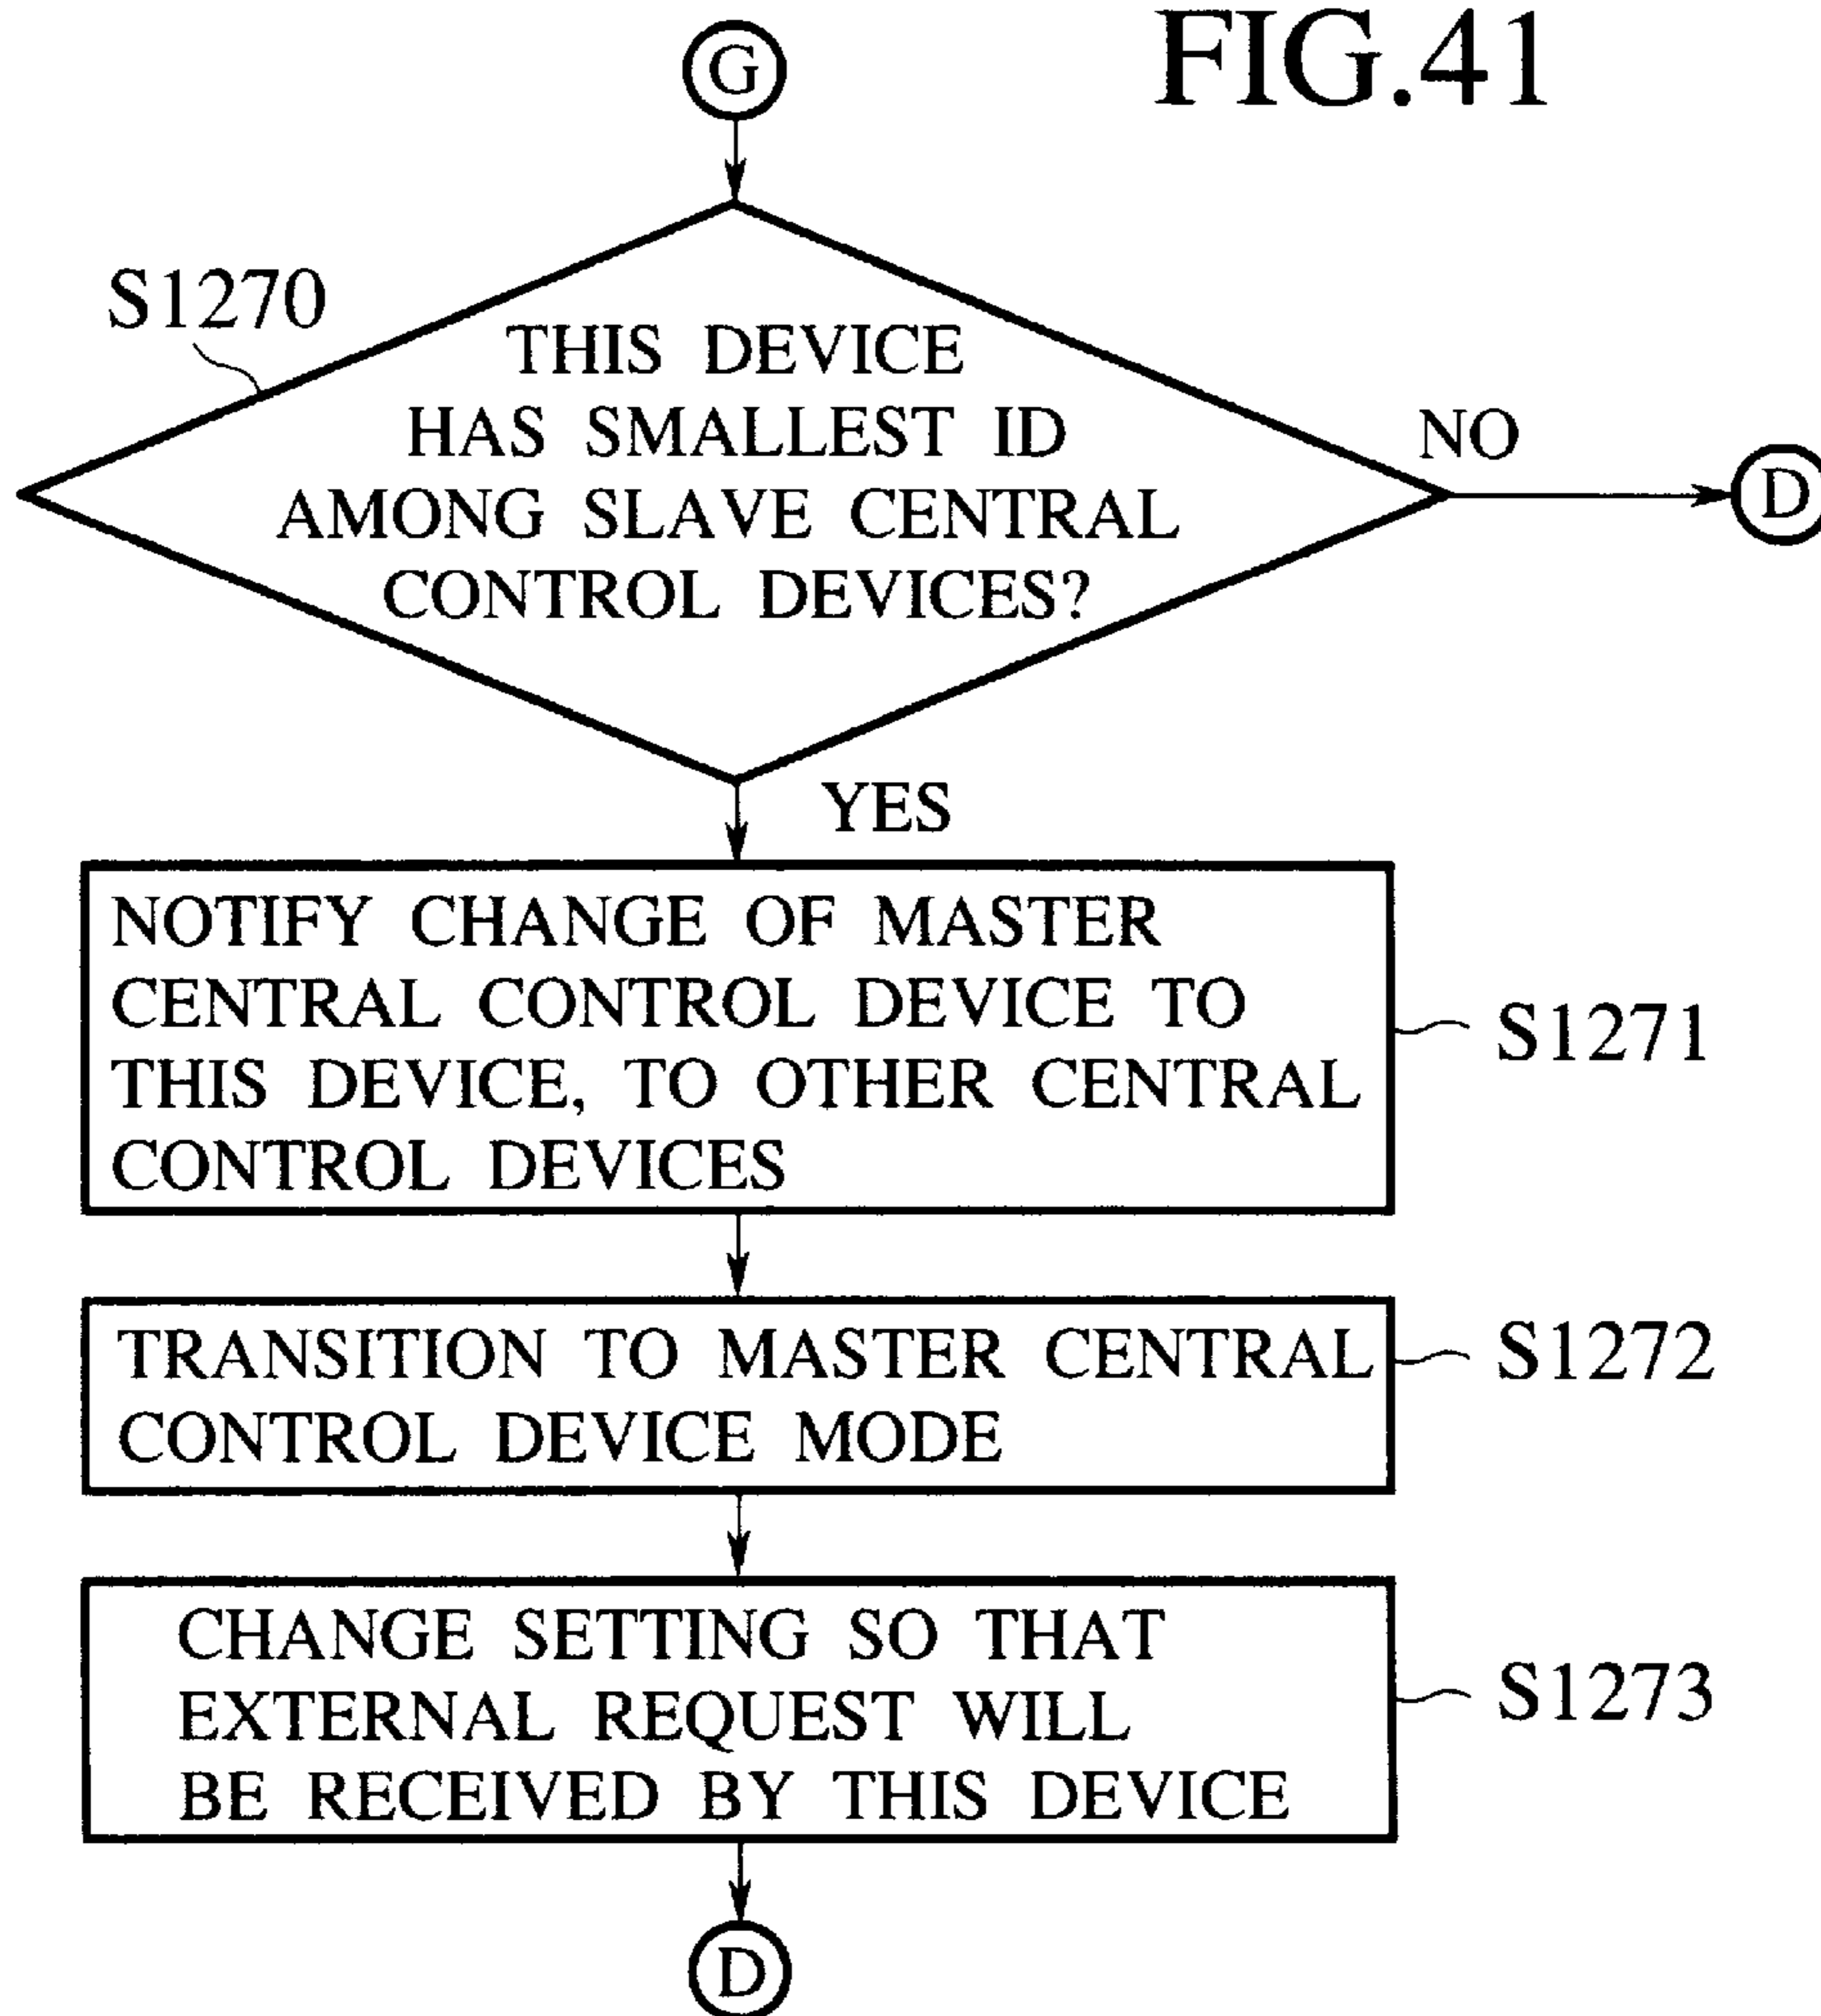 FIG.41
G
S1270
THIS DEVICE
HAS SMALLEST ID
AMONG SLAVE CENTRAL
CONTROL DEVICES?
NO
D
YES
NOTIFY CHANGE OF MASTER
CENTRAL CONTROL DEVICE TO
THIS DEVICE, TO OTHER CENTRAL
CONTROL DEVICES
S1271
TRANSITION TO MASTER CENTRAL
CONTROL DEVICE MODE
S1272
CHANGE SETTING SO THAT
EXTERNAL REQUEST WILL
BE RECEIVED BY THIS DEVICE
S1273
D